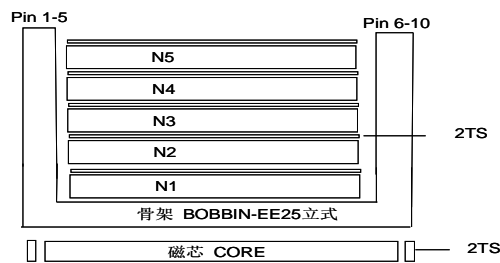 Pin 1-5
Pin 6-10
N5
N4
N3
2TS
N2
N1
骨架 BOBBIN-EE25立式
磁芯 CORE
2TS